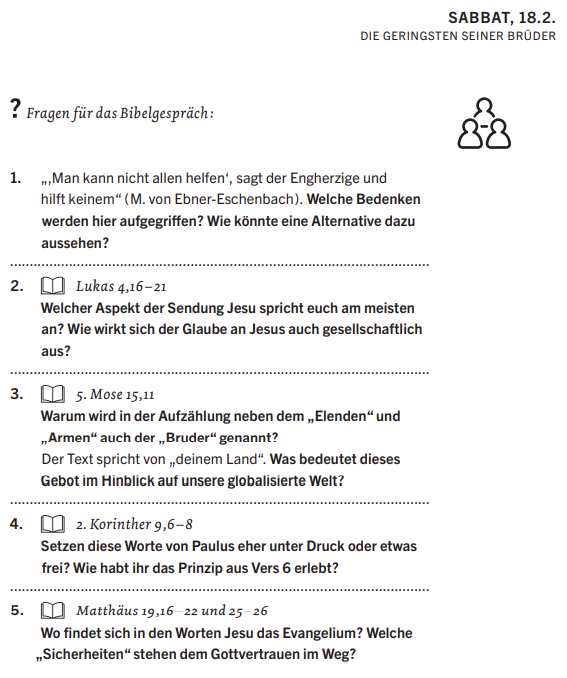 SABBAT, 18.2.
DIE GERINGSTEN SEINER BRÜDER
? Fragen für das Bibelgespräch:
1. „‚Man kann nicht allen helfen‘, sagt der Engherzige und
hilft keinem“ (M. von Ebner-Eschenbach). Welche Bedenken
werden hier aufgegriffen? Wie könnte eine Alternative dazu
aussehen?
2. Lukas 4,16–21
Welcher Aspekt der Sendung Jesu spricht euch am meisten
an? Wie wirkt sich der Glaube an Jesus auch gesellschaftlich
aus?
3. 5. Mose 15,11
Warum wird in der Aufzählung neben dem „Elenden“ und
„Armen“ auch der „Bruder“ genannt?
Der Text spricht von „deinem Land“. Was bedeutet dieses
Gebot im Hinblick auf unsere globalisierte Welt?
4. 2. Korinther 9,6–8
Setzen diese Worte von Paulus eher unter Druck oder etwas
frei? Wie habt ihr das Prinzip aus Vers 6 erlebt?
5. Matthäus 19,16–22 und 25–26
Wo findet sich in den Worten Jesu das Evangelium? Welche
„Sicherheiten“ stehen dem Gottvertrauen im Weg?